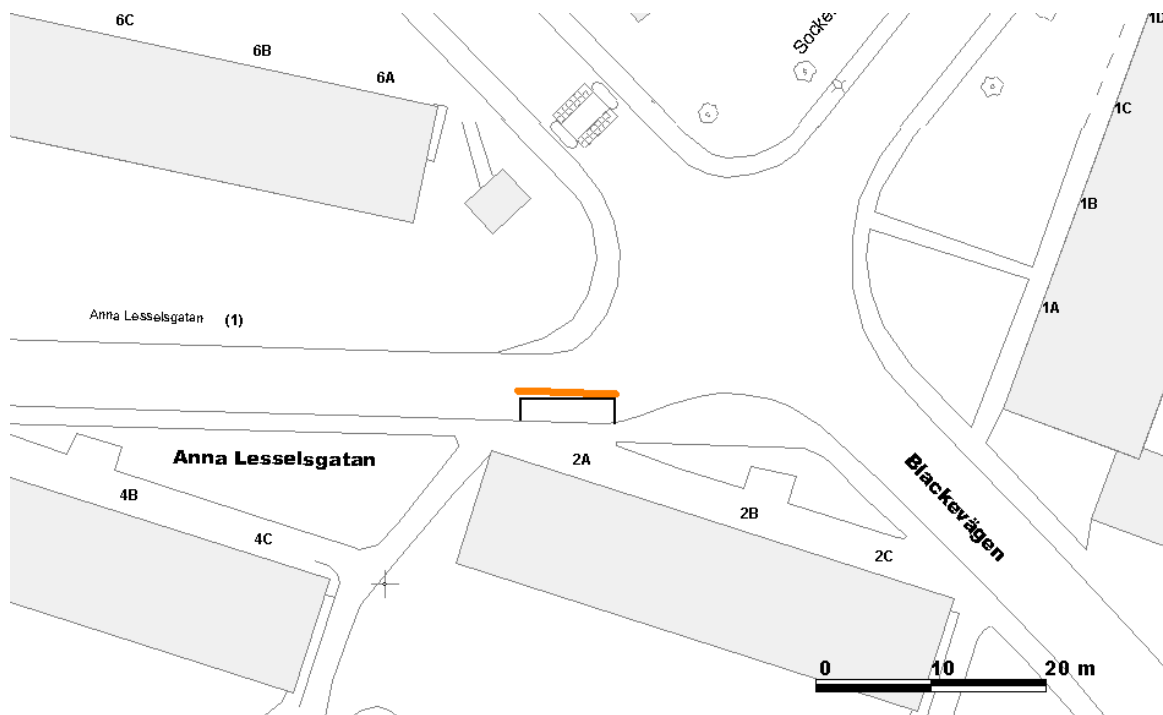 6C
1D
6B
Socke
6A
1C
1B
1A
Anna Lesselsgatan (1)
Anna Lesselsgatan
2A
Blackevägen
4B
2B
4C
2C
0 10 20 m